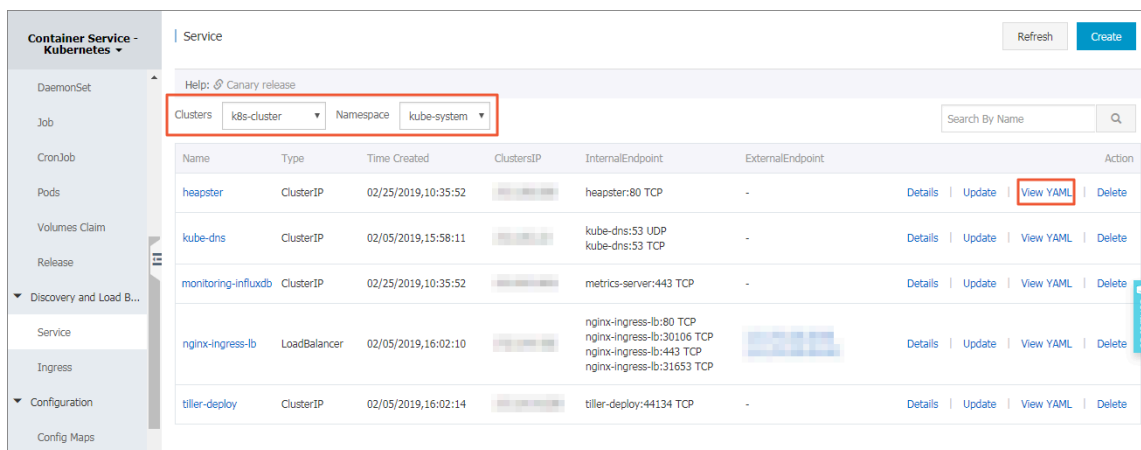 Container Service -
Kubernetes
DaemonSet
Job
CronJob
Pods
Volumes Claim
Release
Discovery and Load B...
Service
Ingress
Configuration
Config Maps
Service
Refresh
Create
Help: Canary release
Clusters k8s-cluster Namespace kube-system
Search By Name
Name Type Time Created ClustersIP InternalEndpoint ExternalEndpoint Action
heapster ClusterIP 02/25/2019,10:35:52 heapster:80 TCP - Details | Update | View YAML | Delete
kube-dns ClusterIP 02/05/2019,15:58:11 kube-dns:53 UDP - Details | Update | View YAML | Delete
kube-dns:53 TCP
monitoring-influxdb ClusterIP 02/25/2019,10:35:52 metrics-server:443 TCP - Details | Update | View YAML | Delete
nginx-ingress-lb:80 TCP
nginx-ingress-lb LoadBalancer 02/05/2019,16:02:10 nginx-ingress-lb:30106 TCP Details | Update | View YAML | Delete
nginx-ingress-lb:443 TCP
nginx-ingress-lb:31653 TCP
tiller-deploy ClusterIP 02/05/2019,16:02:14 tiller-deploy:44134 TCP - Details | Update | View YAML | Delete